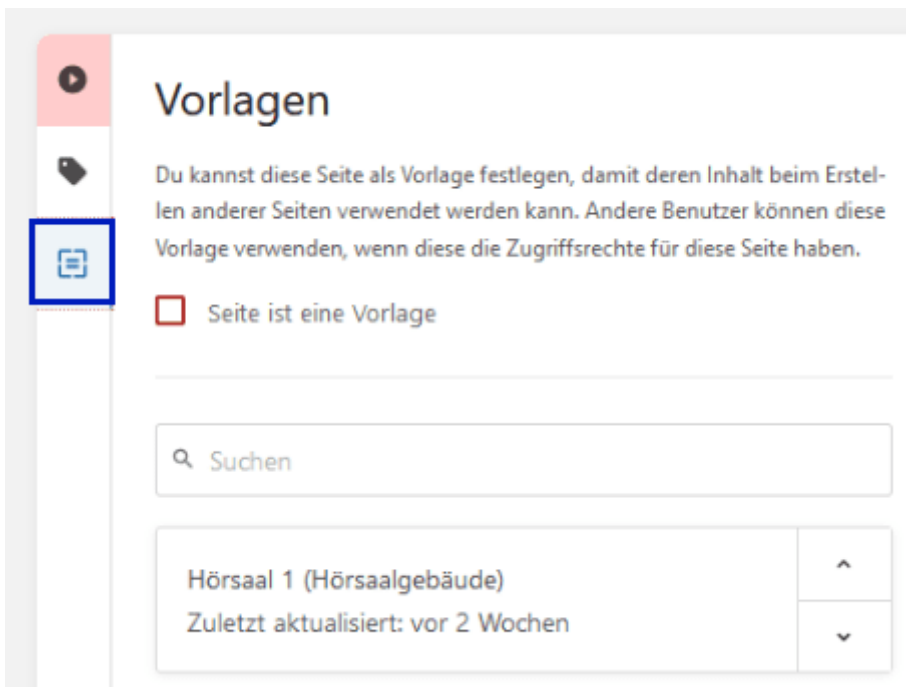 Vorlagen
Du kannst diese Seite als Vorlage festlegen, damit deren Inhalt beim Erstel-
len anderer Seiten verwendet werden kann. Andere Benutzer können diese
Vorlage verwenden, wenn diese die Zugriffsrechte für diese Seite haben.
Seite ist eine Vorlage
Suchen
Hörsaal 1 (Hörsaalgebäude)
Zuletzt aktualisiert: vor 2 Wochen